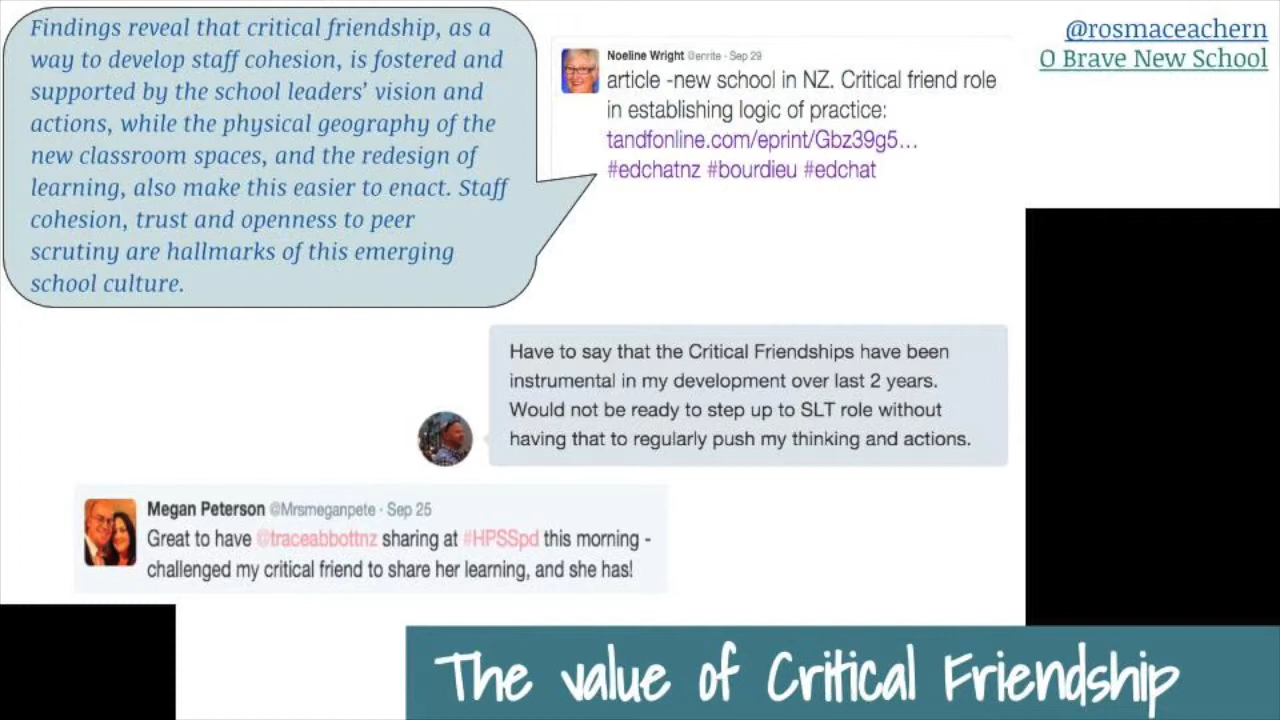 Findings reveal that critical friendship, as a
way to develop staff cohesion, is fostered and
supported by the school leaders' vision and
actions, while the physical geography of the
new classroom spaces, and the redesign of
learning, also make this easier to enact. Staff
cohesion, trust and openness to peer
scrutiny are hallmarks of this emerging
school culture.
Noeline Wright @enrite · Sep 29
article -new school in NZ. Critical friend role
in establishing logic of practice:
tandfonline.com/eprint/Gbz39g5…
#edchatnz #bourdieu #edchat
@rosmaceachern
O Brave New School
Have to say that the Critical Friendships have been
instrumental in my development over last 2 years.
Would not be ready to step up to SLT role without
having that to regularly push my thinking and actions.
Megan Peterson @Mrsmeganpete · Sep 25
Great to have @traceabbottnz sharing at #HPSSpd this morning -
challenged my critical friend to share her learning, and she has!
The value of Critical Friendship